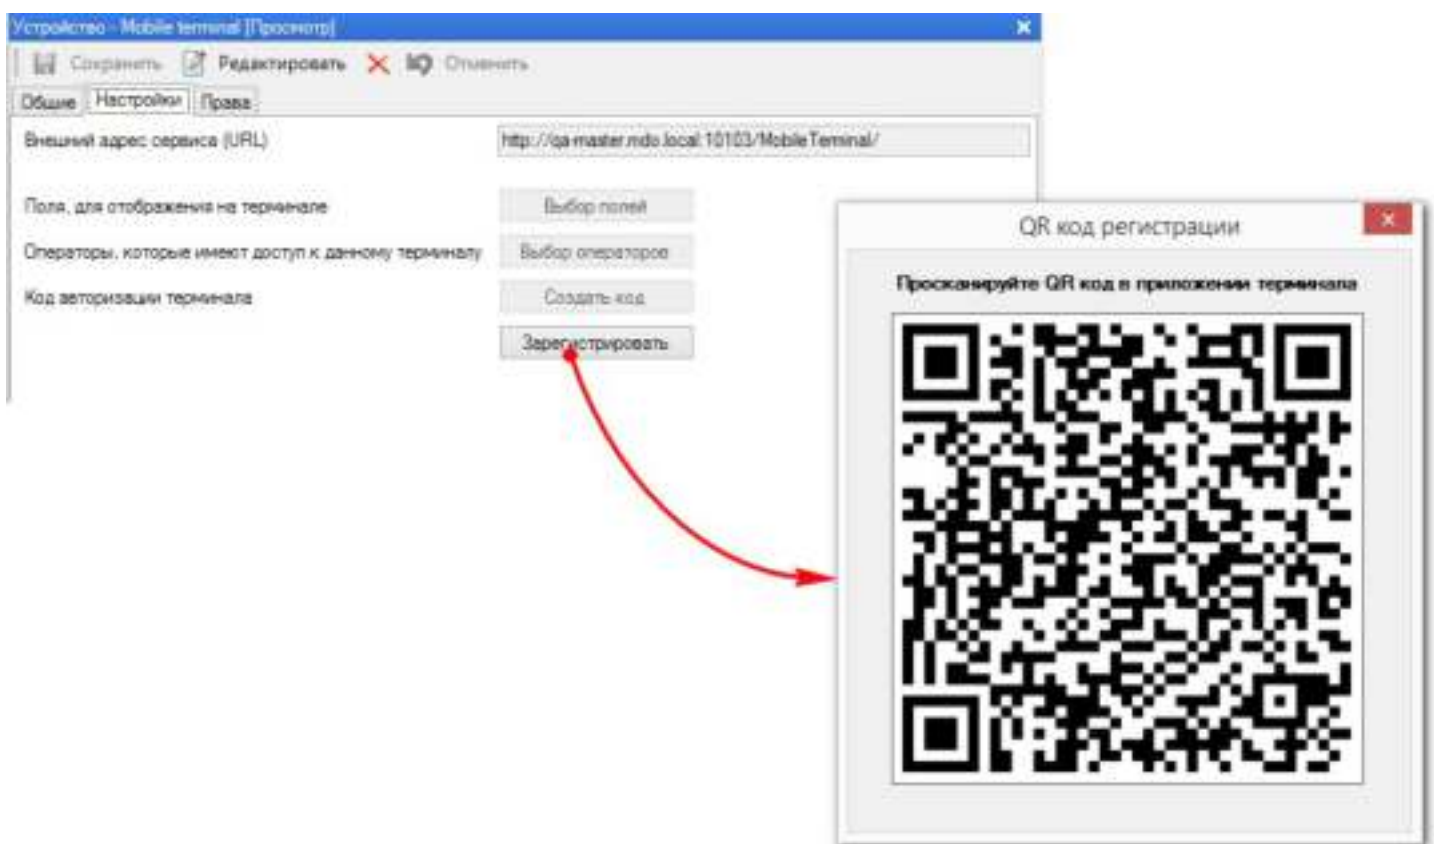 Устройство - Mobile terminal [Просмотр]
Сохранить Редактировать Отменить
Общие Настройки Права
Внешний адрес сервиса (URL) http://qa-master.mdo.local:10103/MobileTerminal/
Поля, для отображения на терминале Выбор полей
Операторы, которые имеют доступ к данному терминалу Выбор операторов
Код авторизации терминала Создать код
Зарегистрировать
QR код регистрации
Просканируйте QR код в приложении терминала